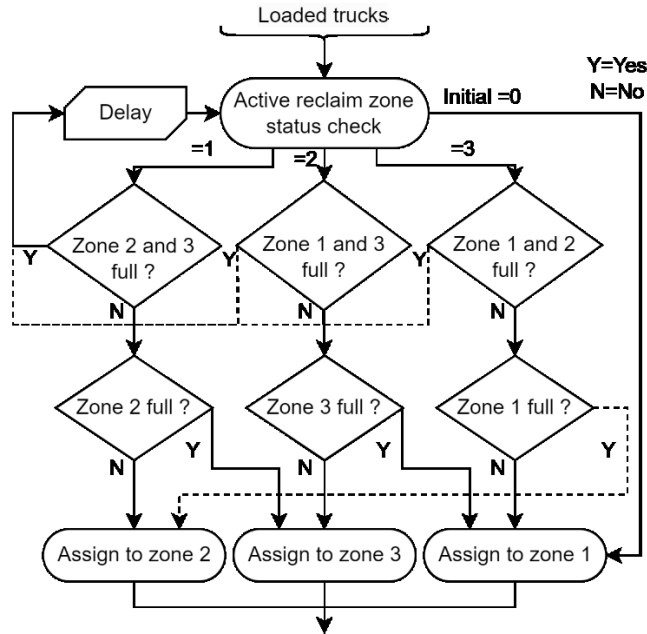 Loaded trucks
Y=Yes
N=No
Delay
Active reclaim zone
status check
Initial =0
=1
=2
=3
Zone 2 and 3
full ?
Y
N
Zone 1 and 3
full ?
Y
N
Zone 1 and 2
full ?
Y
N
Zone 2 full ?
Y
N
Zone 3 full ?
Y
N
Zone 1 full ?
Y
N
Assign to zone 2
Assign to zone 3
Assign to zone 1